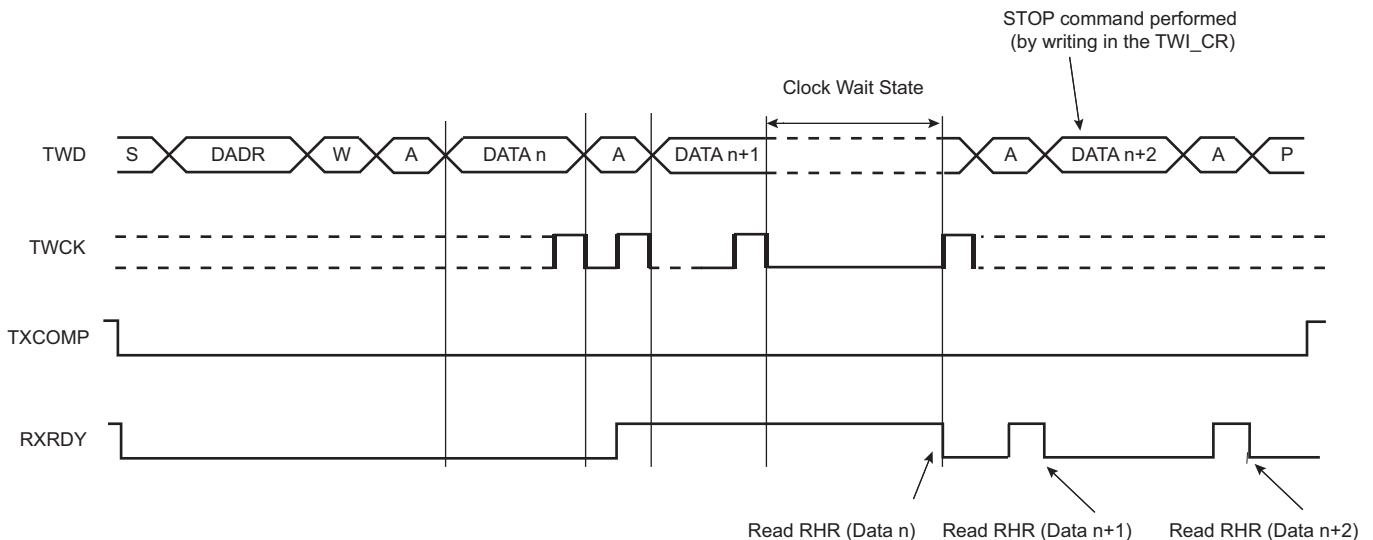 STOP command performed
(by writing in the TWI_CR)
Clock Wait State
TWD S DADR W A DATA n A DATA n+1 A DATA n+2 A P
TWCK
TXCOMP
RXRDY
Read RHR (Data n) Read RHR (Data n+1) Read RHR (Data n+2)